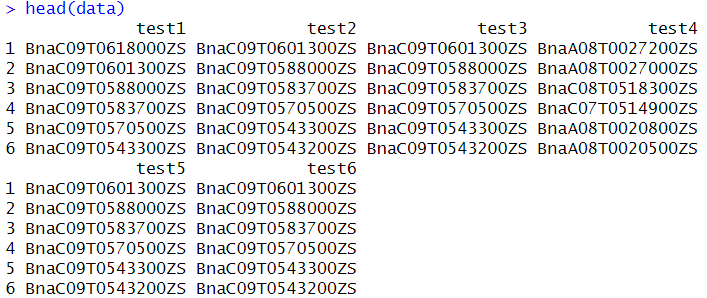 > head(data)
test1 test2 test3 test4
1 BnaC09T0618000ZS BnaC09T0601300ZS BnaC09T0601300ZS BnaA08T0027200ZS
2 BnaC09T0601300ZS BnaC09T0588000ZS BnaC09T0588000ZS BnaA08T0027000ZS
3 BnaC09T0588000ZS BnaC09T0583700ZS BnaC09T0583700ZS BnaC08T0518300ZS
4 BnaC09T0583700ZS BnaC09T0570500ZS BnaC09T0570500ZS BnaC07T0514900ZS
5 BnaC09T0570500ZS BnaC09T0543300ZS BnaC09T0543300ZS BnaA08T0020800ZS
6 BnaC09T0543300ZS BnaC09T0543200ZS BnaC09T0543200ZS BnaA08T0020500ZS
test5 test6
1 BnaC09T0601300ZS BnaC09T0601300ZS
2 BnaC09T0588000ZS BnaC09T0588000ZS
3 BnaC09T0583700ZS BnaC09T0583700ZS
4 BnaC09T0570500ZS BnaC09T0570500ZS
5 BnaC09T0543300ZS BnaC09T0543300ZS
6 BnaC09T0543200ZS BnaC09T0543200ZS